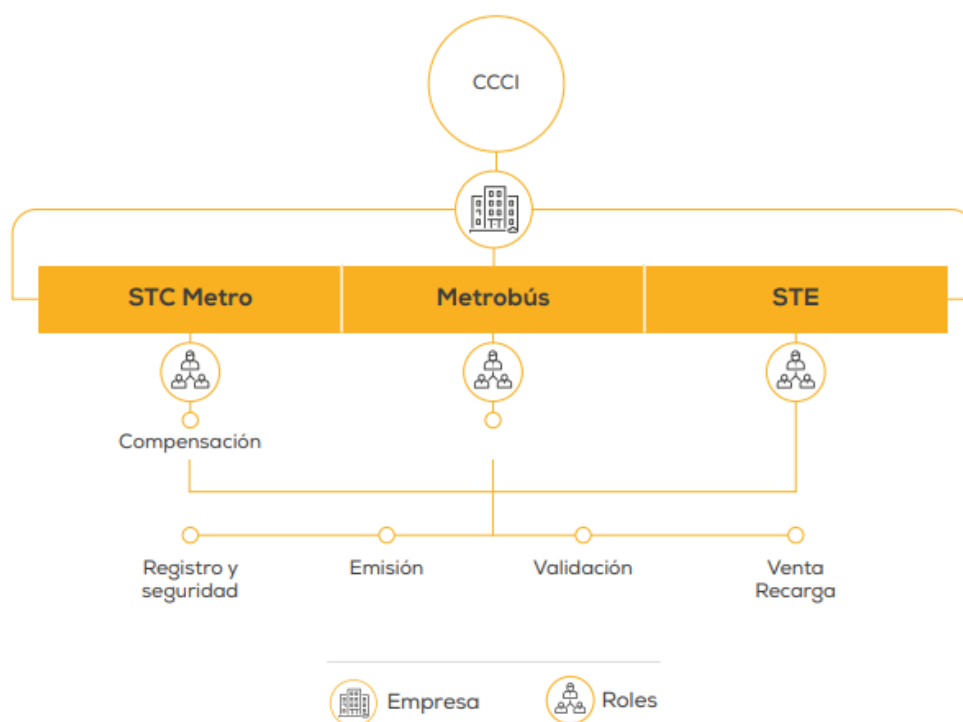 CCCI
STC Metro
Metrobús
STE
Compensación
Registro y
seguridad
Emisión
Validación
Venta
Recarga
Empresa
Roles